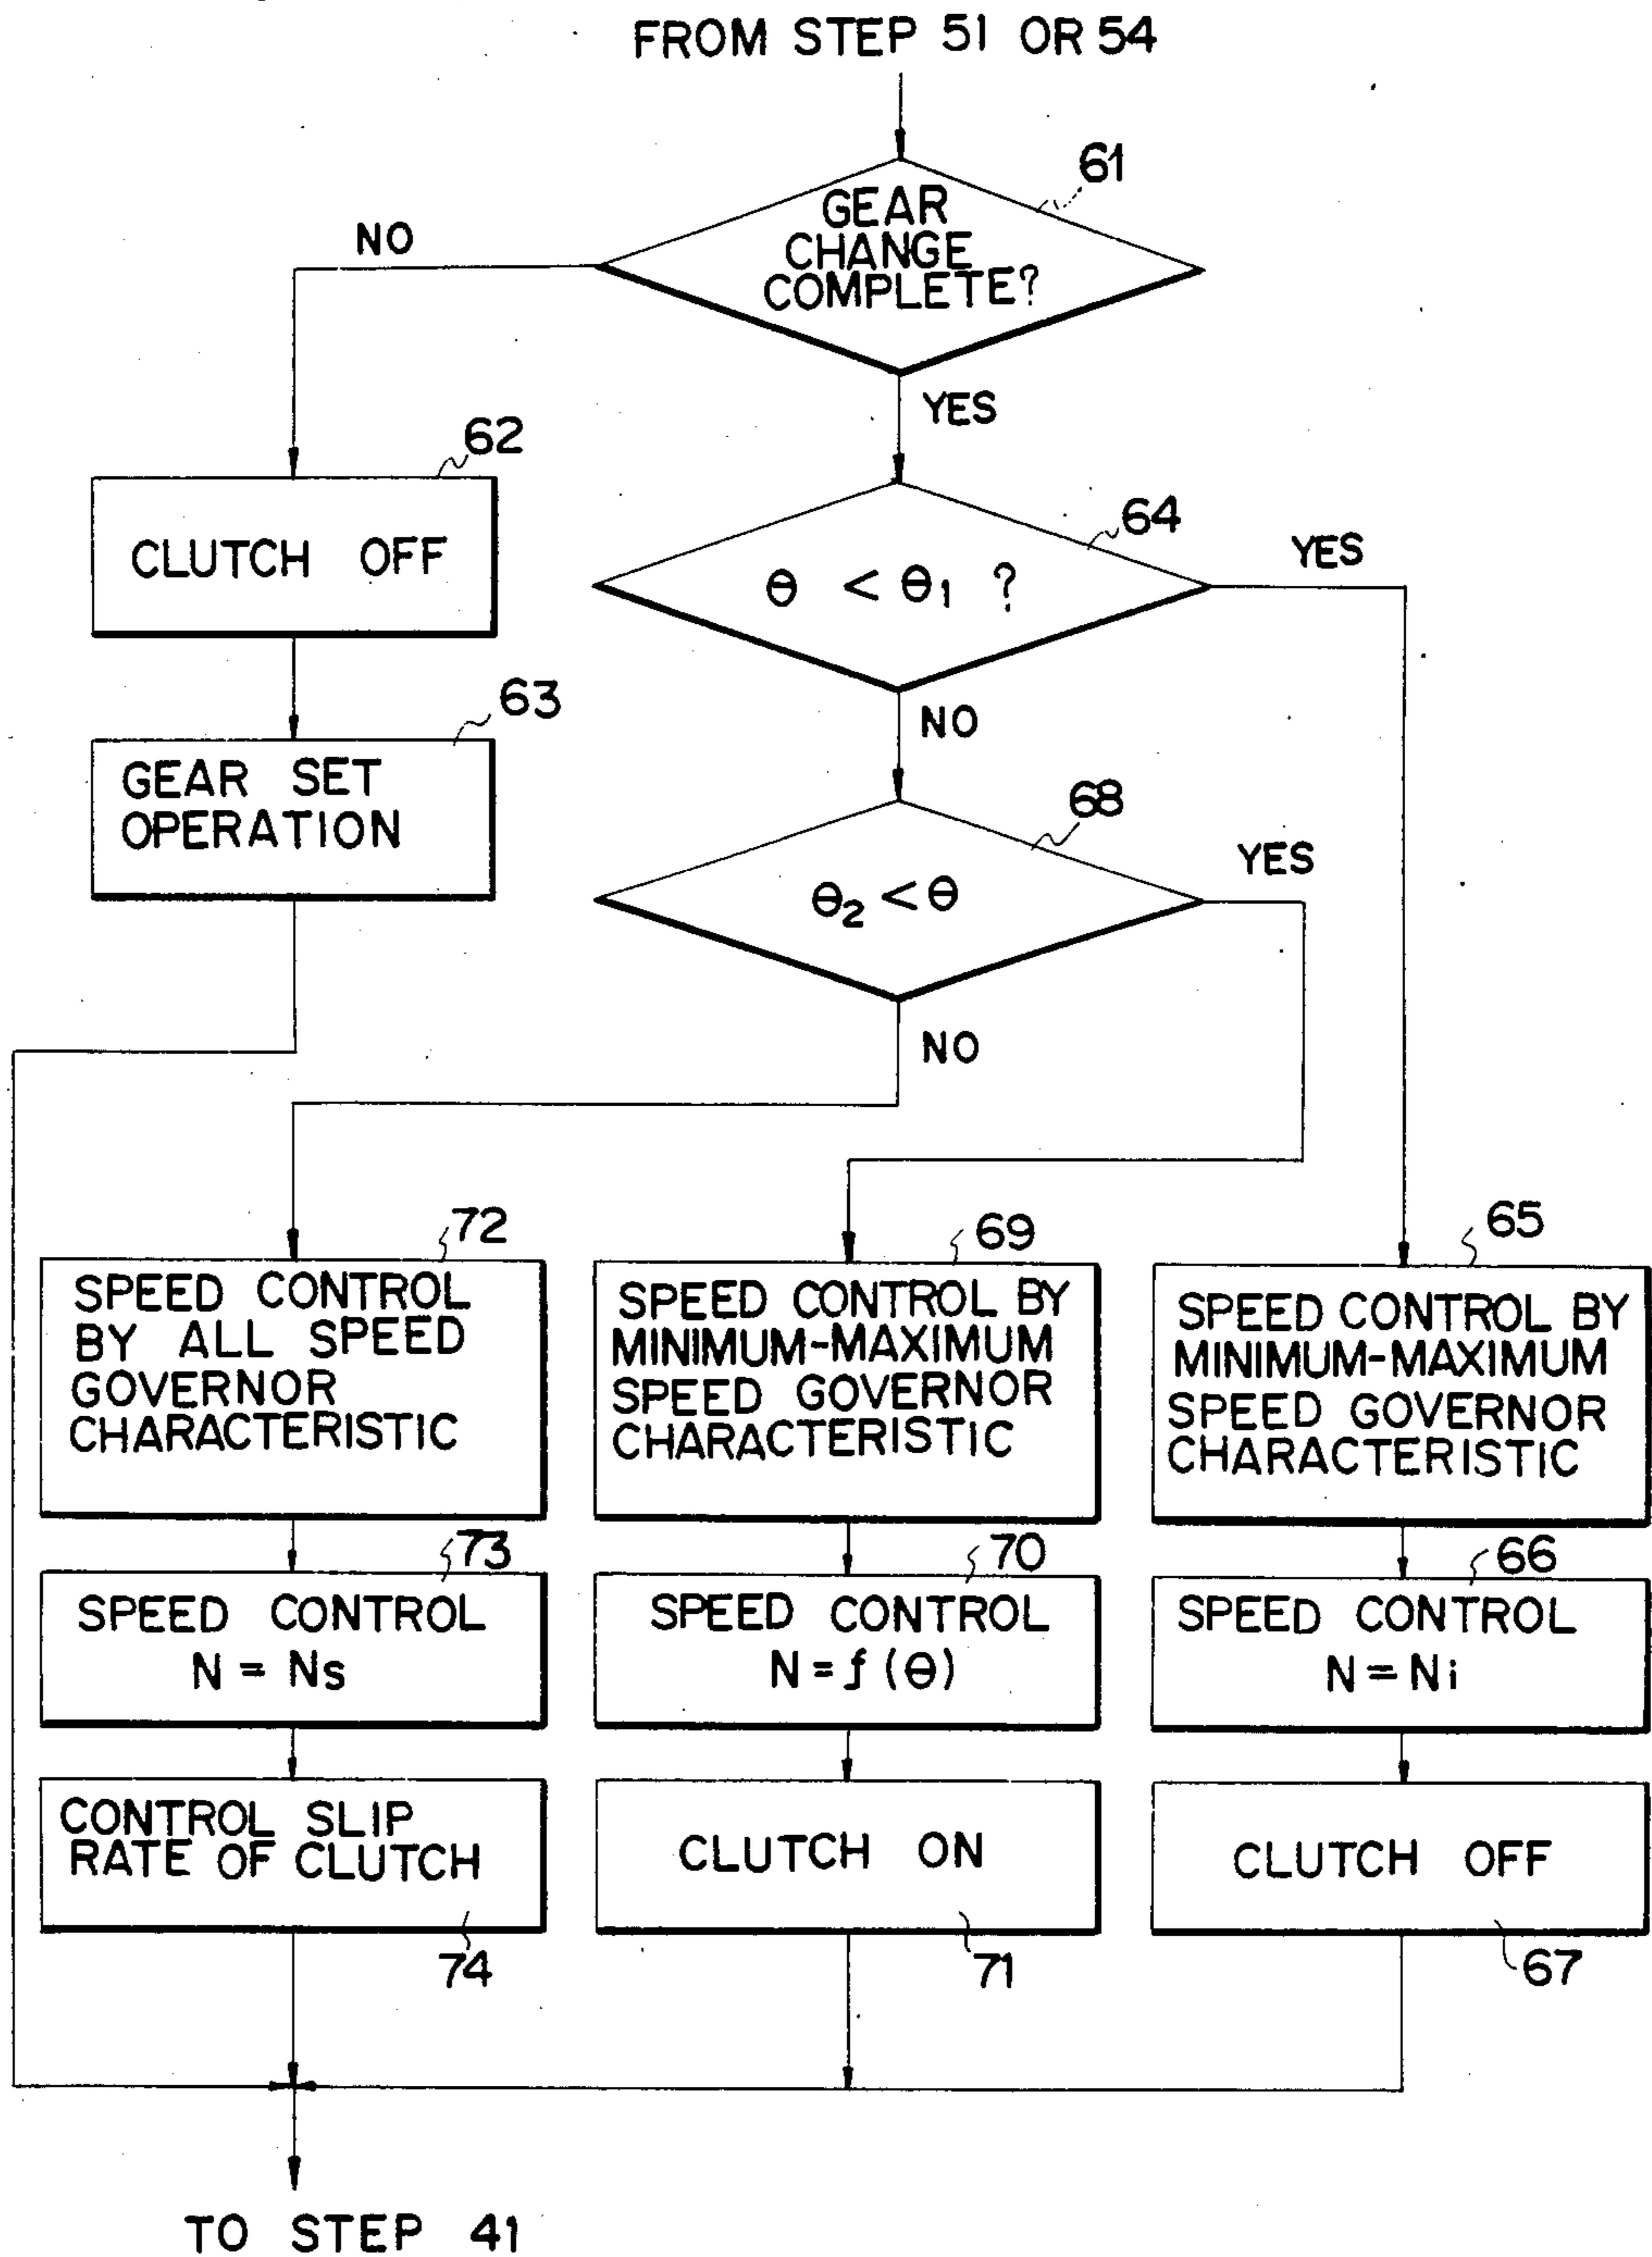 FROM STEP 51 OR 54
61
GEAR
CHANGE
COMPLETE?
NO
YES
62
CLUTCH OFF
64
θ < θ1 ?
YES
NO
63
GEAR SET
OPERATION
68
θ2 < θ
YES
NO
72
SPEED CONTROL
BY ALL SPEED
GOVERNOR
CHARACTERISTIC
69
SPEED CONTROL BY
MINIMUM-MAXIMUM
SPEED GOVERNOR
CHARACTERISTIC
65
SPEED CONTROL BY
MINIMUM-MAXIMUM
SPEED GOVERNOR
CHARACTERISTIC
73
SPEED CONTROL
N = Ns
70
SPEED CONTROL
N = f (θ)
66
SPEED CONTROL
N = Ni
CONTROL SLIP
RATE OF CLUTCH
74
CLUTCH ON
71
CLUTCH OFF
67
TO STEP 41